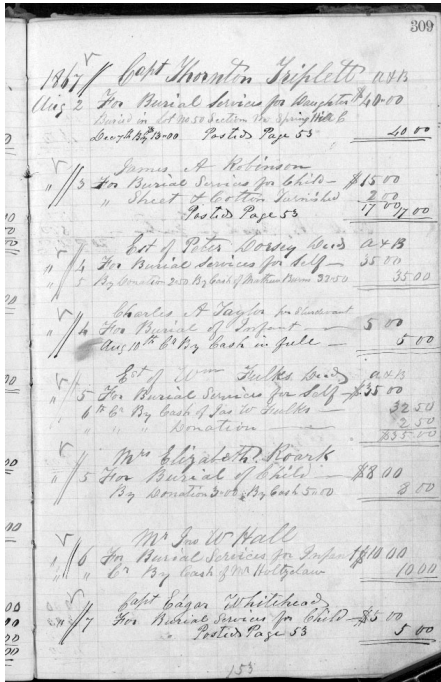 309
1867 Capt Thornton Triplett a & B
Aug 2 For Burial Services for Daughter $40.00
Buried in Lot No 50 Section Spring Hill C
Dec 7th By 13.00 Posted Page 53 40 00
James A Robinson
" 3 For Burial Services for Child $15 00
" Sheet & Cotton furnished 2 00
Posted Page 53 17 00 17 00
Est of Peter Dorsey Decd a & B
" 4 For Burial Services for Self 35 00
" 5 By Donation 2.50 By Cash of Nathan 32.50 35 00
Charles A Taylor for
" 4 For Burial of Infant 5 00
Aug 10th Cr By Cash in full 5 00
Est of Wm Fulks Decd a & B
" 5 For Burial Services for Self $35 00
" 6th Cr By Cash of Jas W Fulks 32 50
" " " Donation 2 50
$35.00
Mrs Elizabeth Roark
" 5 For Burial of Child $8 00
By Donation 3.00 By Cash 5.00 8 00
Mr Jas W Hall
" 6 For Burial Services for Infant $10 00
" " Cr By Cash of Mr Holtzclaw 10.00
Capt Edgar Whitehead
" 7 For Burial Services for Child $5 00
Posted Page 53 5 00
153